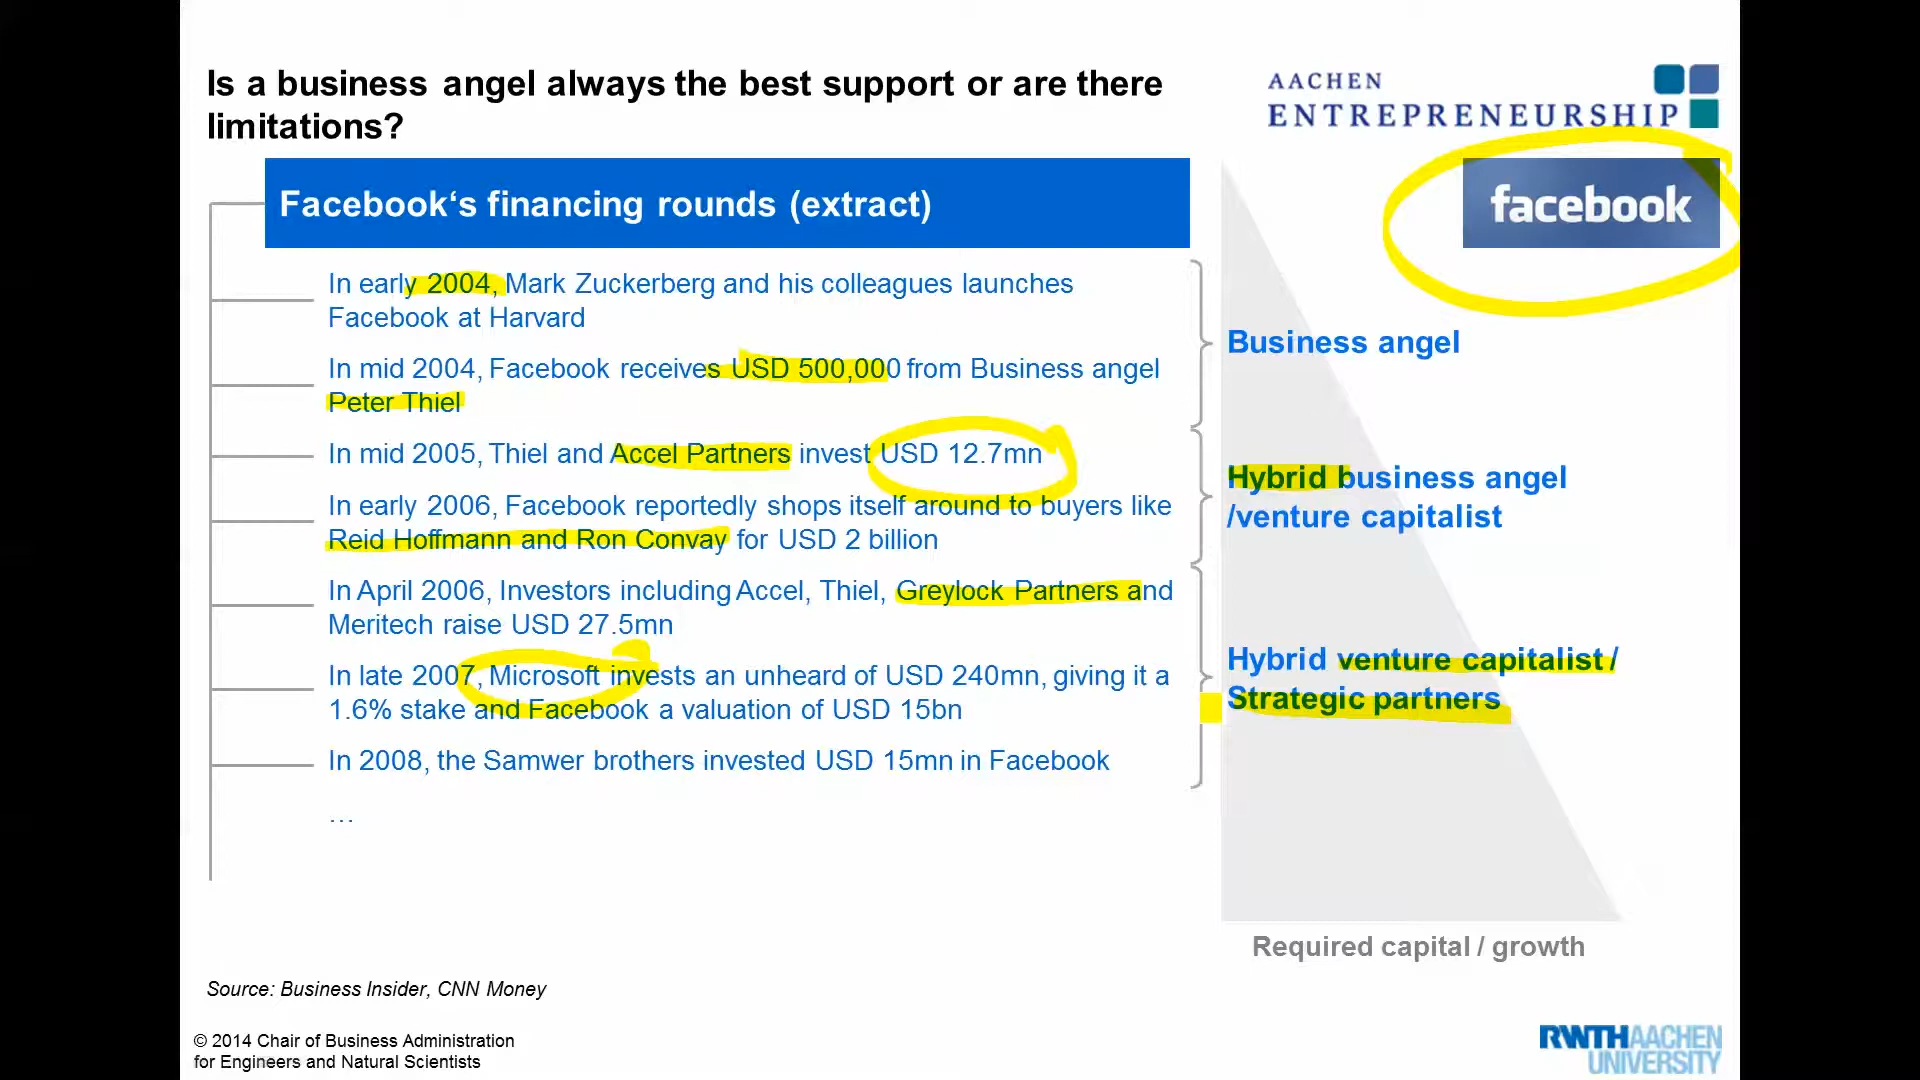 Is a business angel always the best support or are there
limitations?
AACHEN
ENTREPRENEURSHIP
Facebook‘s financing rounds (extract)
facebook
In early 2004, Mark Zuckerberg and his colleagues launches
Facebook at Harvard
In mid 2004, Facebook receives USD 500,000 from Business angel
Peter Thiel
Business angel
In mid 2005, Thiel and Accel Partners invest USD 12.7mn
In early 2006, Facebook reportedly shops itself around to buyers like
Reid Hoffmann and Ron Convay for USD 2 billion
Hybrid business angel
/venture capitalist
In April 2006, Investors including Accel, Thiel, Greylock Partners and
Meritech raise USD 27.5mn
In late 2007, Microsoft invests an unheard of USD 240mn, giving it a
1.6% stake and Facebook a valuation of USD 15bn
In 2008, the Samwer brothers invested USD 15mn in Facebook
…
Hybrid venture capitalist /
Strategic partners
Required capital / growth
Source: Business Insider, CNN Money
© 2014 Chair of Business Administration
for Engineers and Natural Scientists
RWTH AACHEN
UNIVERSITY